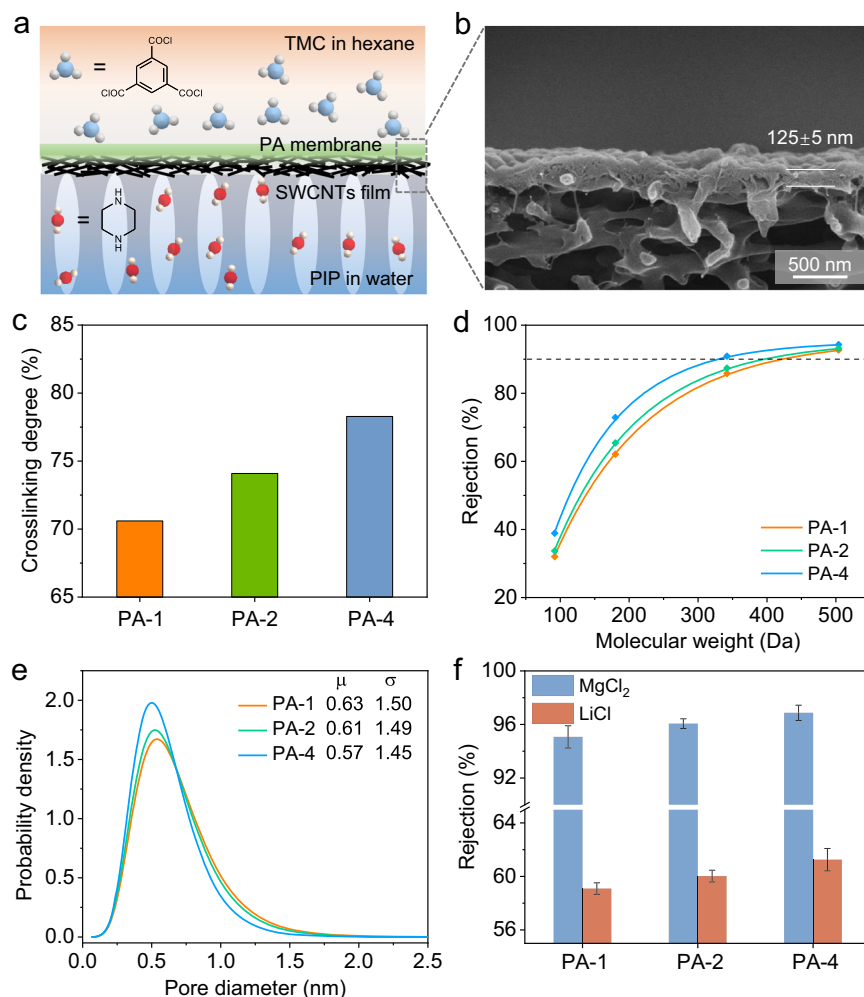 a
COCl
TMC in hexane
=
ClOC
COCl
PA membrane
SWCNTs film
=
H
N
N
H
PIP in water
b
125±5 nm
500 nm
c
Crosslinking degree (%)
85
80
75
70
65
PA-1
PA-2
PA-4
d
Rejection (%)
100
80
60
40
20
PA-1
PA-2
PA-4
100
200
300
400
500
Molecular weight (Da)
e
Probability density
2.0
1.5
1.0
0.5
0.0
μ σ
PA-1 0.63 1.50
PA-2 0.61 1.49
PA-4 0.57 1.45
0.0
0.5
1.0
1.5
2.0
2.5
Pore diameter (nm)
f
Rejection (%)
100
96
92
64
60
56
MgCl₂
LiCl
PA-1
PA-2
PA-4